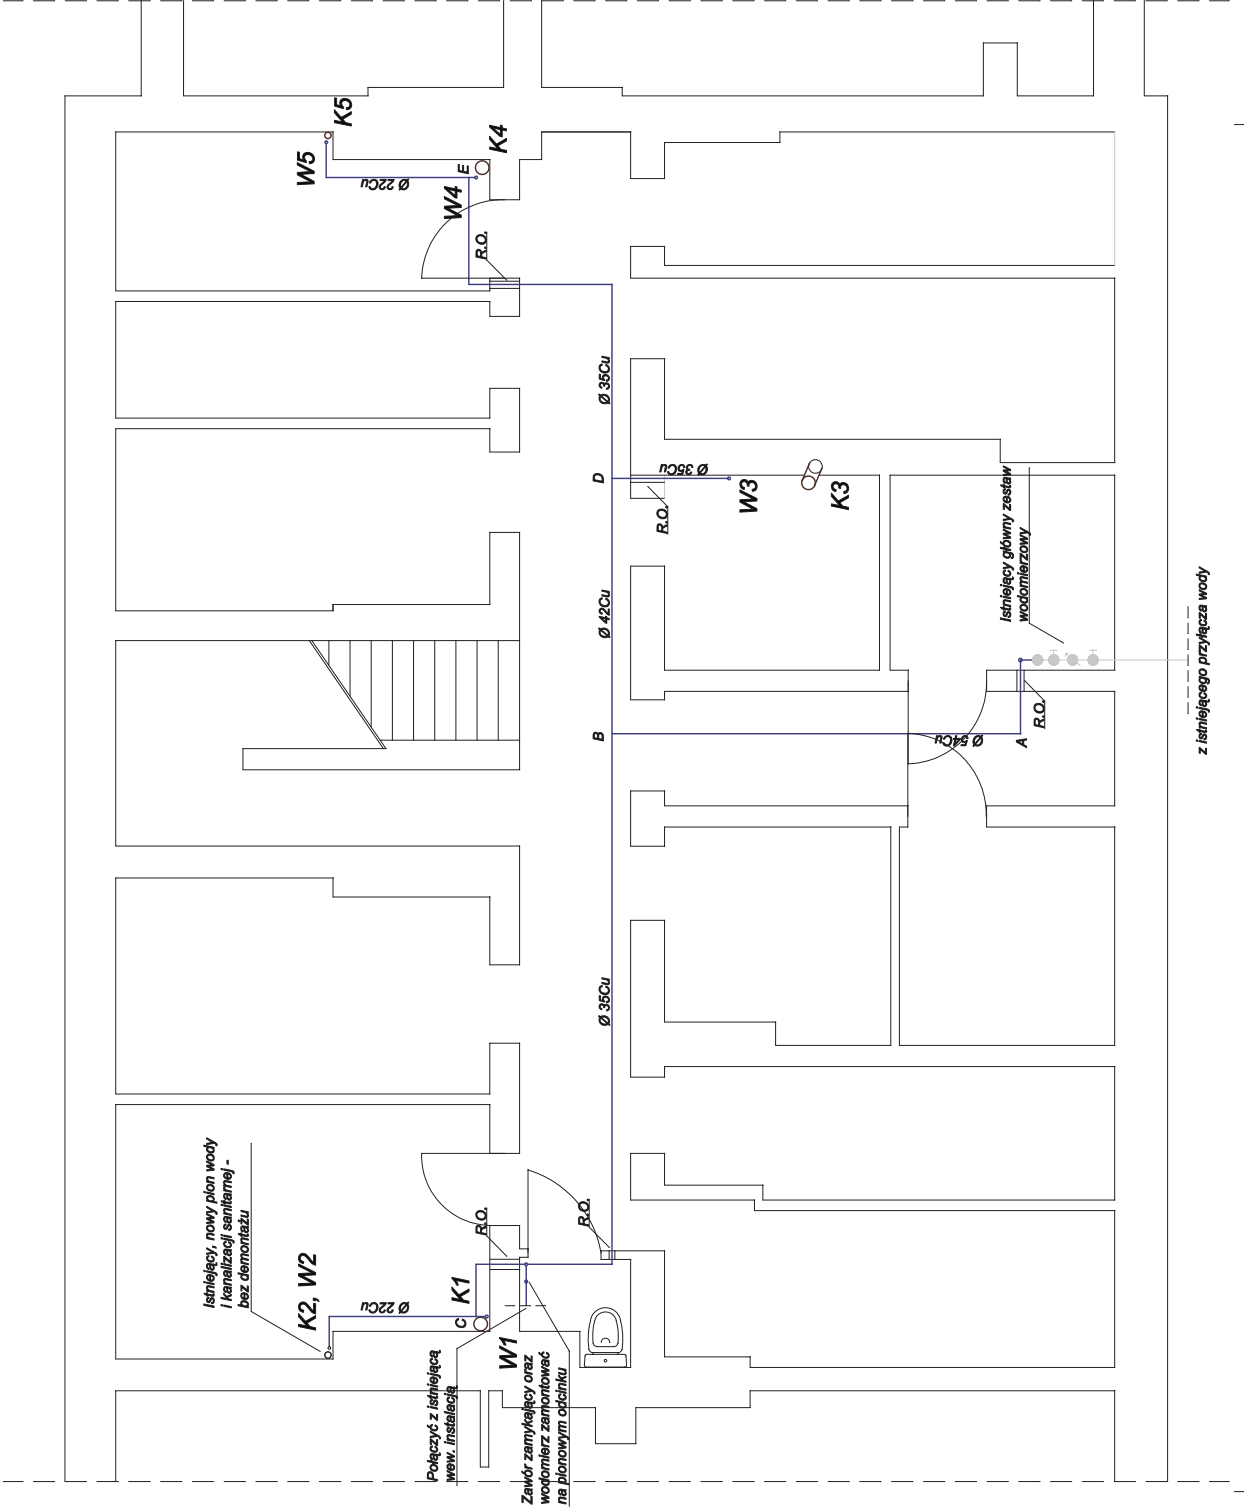 K5
W5
K4
E
Ø 22Cu
W4
R.O.
Ø 35Cu
D
Ø 35Cu
W3
K3
R.O.
Istniejący główny zestaw
wodomierzowy
Ø 42Cu
z istniejącego przyłącza wody
B
Ø 54Cu
A
R.O.
Ø 35Cu
Istniejący, nowy pion wody
i kanalizacji sanitarnej -
bez demontażu
R.O.
R.O.
K2, W2
Ø 22Cu
K1
C
W1
Połączyć z istniejącą
wew. instalacją
Zawór zamykający oraz
wodomierz zamontować
na pionowym odcinku